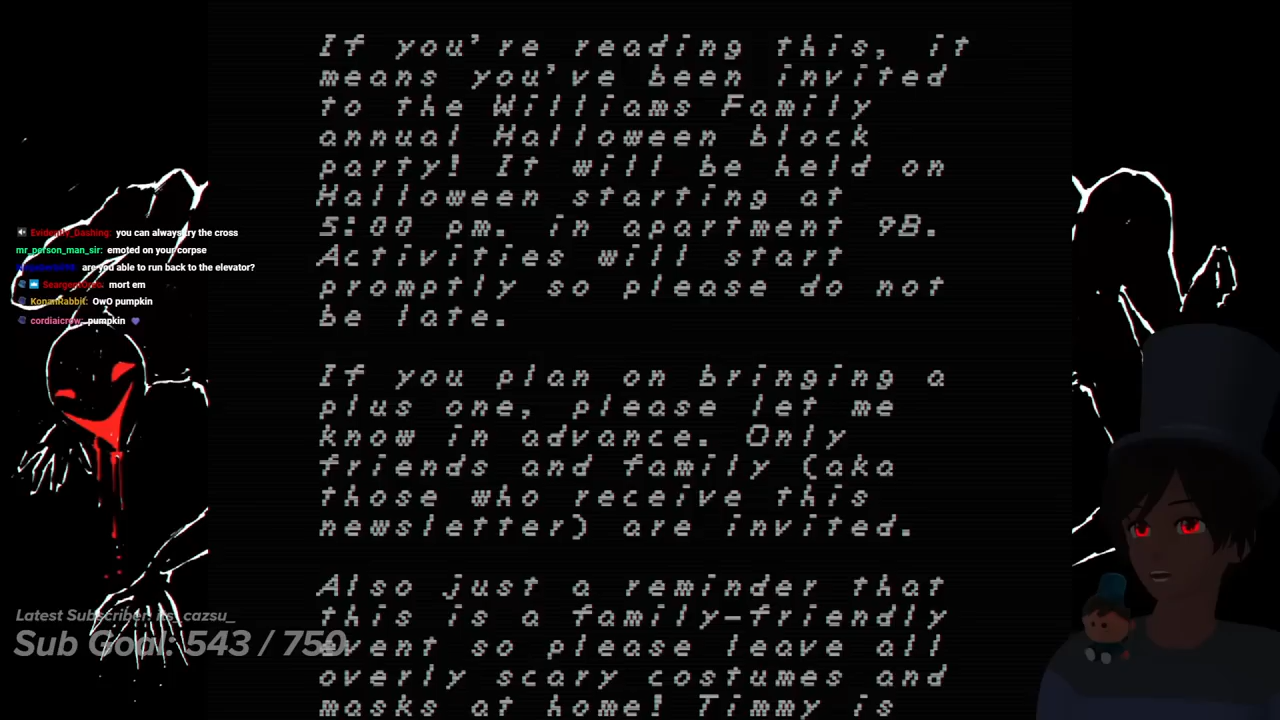 If you're reading this, it
means you've been invited
to the Williams Family
annual Halloween block
party! It will be held on
Halloween starting at
5:00 pm. in apartment 9B.
Activities will start
promptly so please do not
be late.
If you plan on bringing a
plus one, please let me
know in advance. Only
friends and family (aka
those who receive this
newsletter) are invited.
Also just a reminder that
this is a family-friendly
event so please leave all
overly scary costumes and
masks at home! Timmy is
Evidently_Dashing: you can always try the cross
mr_person_man_sir: emoted on your corpse
are you able to run back to the elevator?
mort em
KonanRabbit: OwO pumpkin
cordiaicrow: pumpkin
Latest Subscriber: its_cazsu_
Sub Goal: 543 / 750